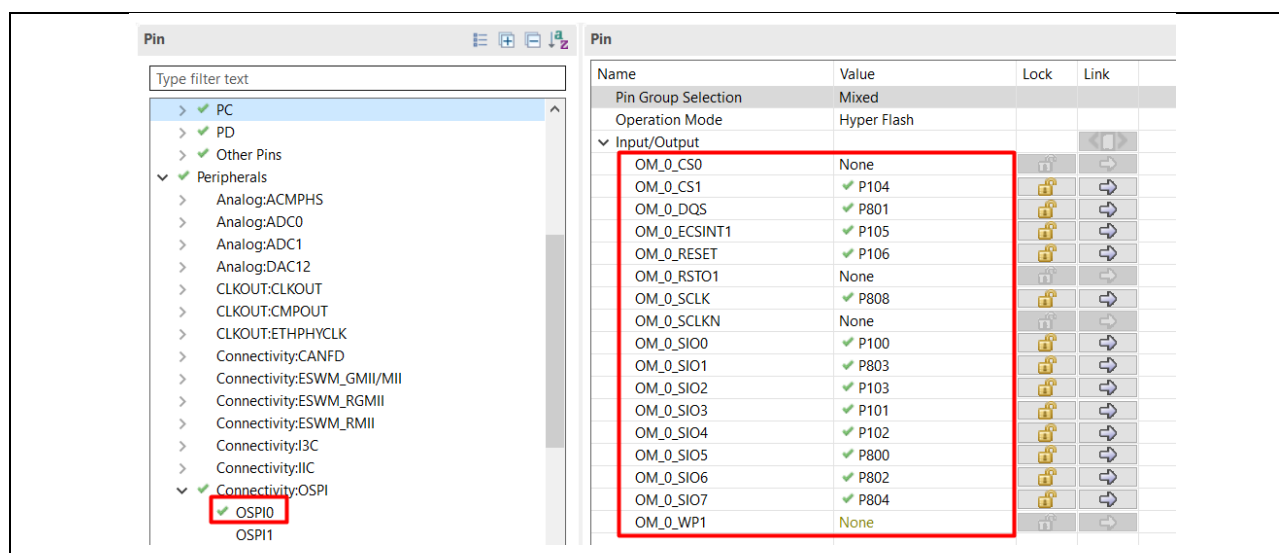 Pin
Type filter text
PC
PD
Other Pins
Peripherals
Analog:ACMPHS
Analog:ADC0
Analog:ADC1
Analog:DAC12
CLKOUT:CLKOUT
CLKOUT:CMPOUT
CLKOUT:ETHPHYCLK
Connectivity:CANFD
Connectivity:ESWM_GMII/MII
Connectivity:ESWM_RGMII
Connectivity:ESWM_RMII
Connectivity:I3C
Connectivity:IIC
Connectivity:OSPI
OSPI0
OSPI1
Pin
Name Value Lock Link
Pin Group Selection Mixed
Operation Mode Hyper Flash
Input/Output
OM_0_CS0 None
OM_0_CS1 P104
OM_0_DQS P801
OM_0_ECSINT1 P105
OM_0_RESET P106
OM_0_RSTO1 None
OM_0_SCLK P808
OM_0_SCLKN None
OM_0_SIO0 P100
OM_0_SIO1 P803
OM_0_SIO2 P103
OM_0_SIO3 P101
OM_0_SIO4 P102
OM_0_SIO5 P800
OM_0_SIO6 P802
OM_0_SIO7 P804
OM_0_WP1 None